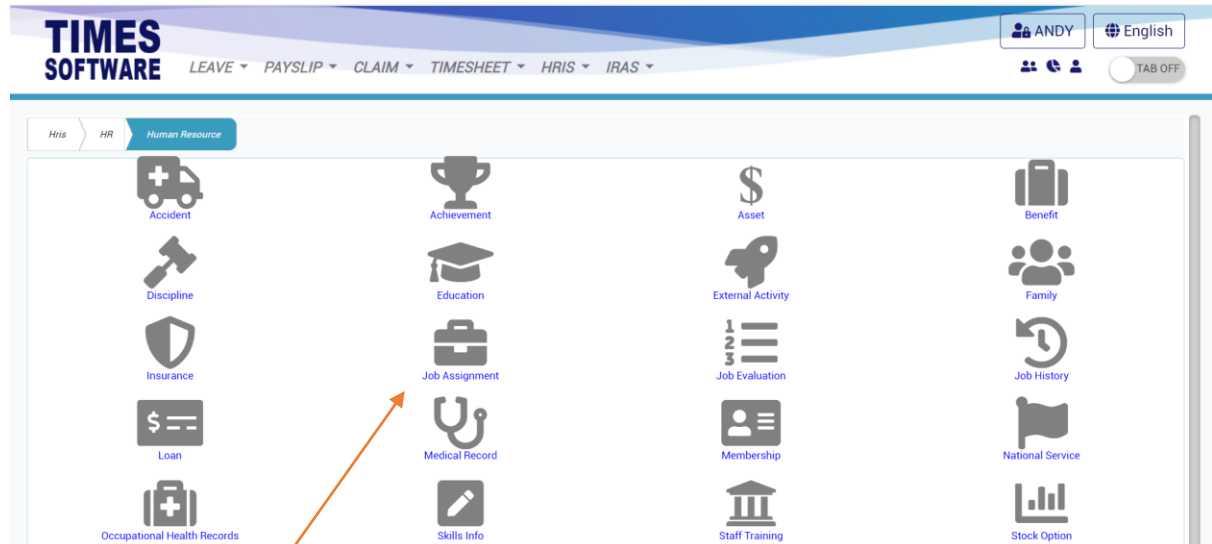 TIMES
SOFTWARE
LEAVE PAYSLIP CLAIM TIMESHEET HRIS IRAS
ANDY
English
TAB OFF
Hris HR Human Resource
Accident Achievement Asset Benefit
Discipline Education External Activity Family
Insurance Job Assignment Job Evaluation Job History
Loan Medical Record Membership National Service
Occupational Health Records Skills Info Staff Training Stock Option